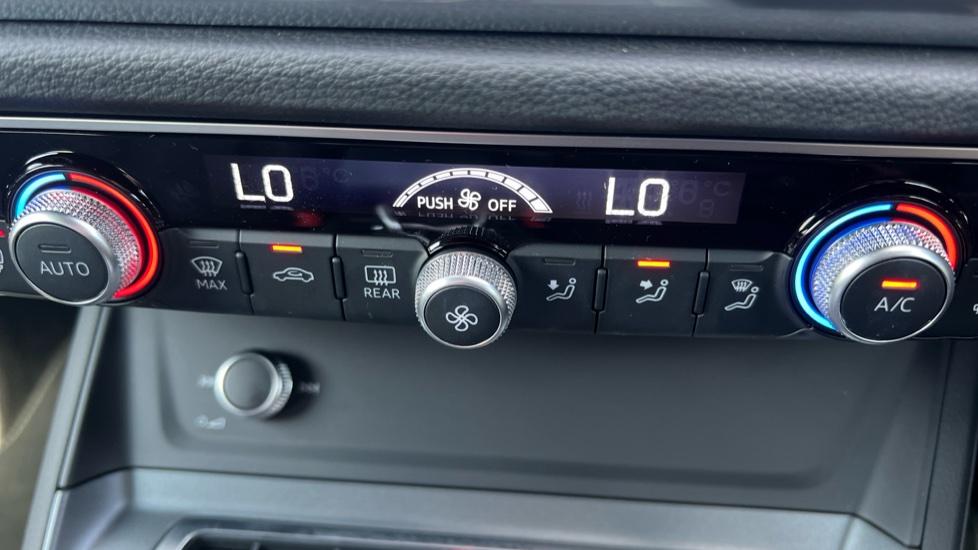 LO PUSH OFF LO
AUTO MAX REAR A/C